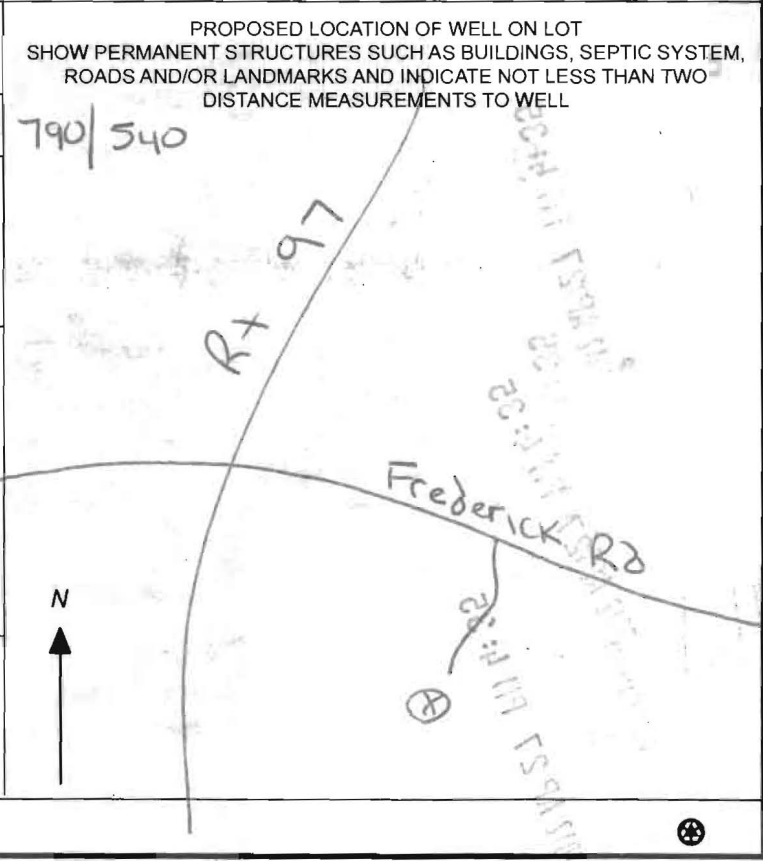 PROPOSED LOCATION OF WELL ON LOT
SHOW PERMANENT STRUCTURES SUCH AS BUILDINGS, SEPTIC SYSTEM,
ROADS AND/OR LANDMARKS AND INDICATE NOT LESS THAN TWO
DISTANCE MEASUREMENTS TO WELL
790/540
Rt 97
Frederick Rd
N
X